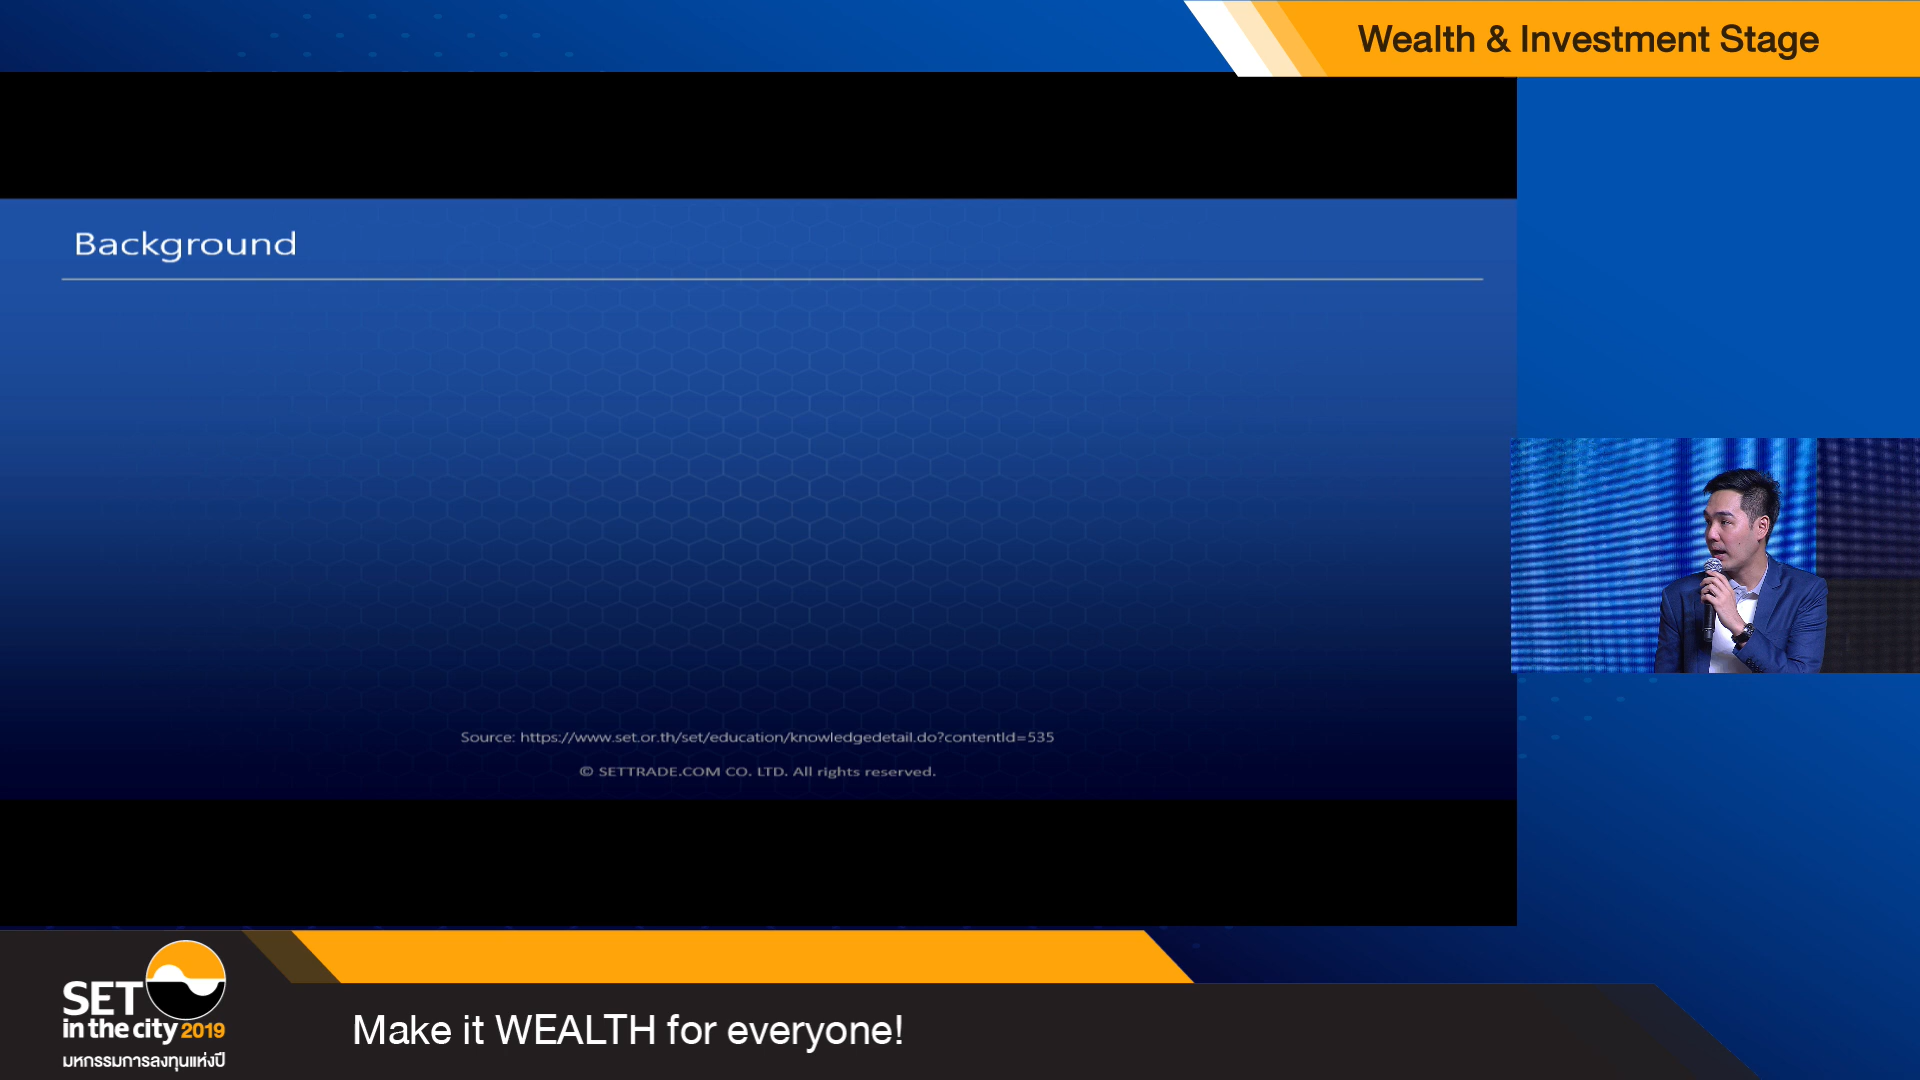 Wealth & Investment Stage
Background
Source: https://www.set.or.th/set/education/knowledgedetail.do?contentId=535
© SETTRADE.COM CO. LTD. All rights reserved.
SET
in the city 2019
มหกรรมการลงทุนแห่งปี
Make it WEALTH for everyone!